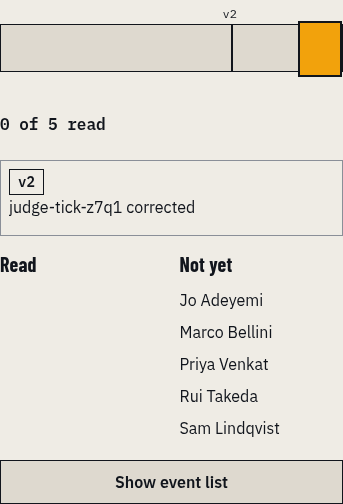 v2
0 of 5 read
v2
judge-tick-z7q1 corrected
Read
Not yet
Jo Adeyemi
Marco Bellini
Priya Venkat
Rui Takeda
Sam Lindqvist
Show event list